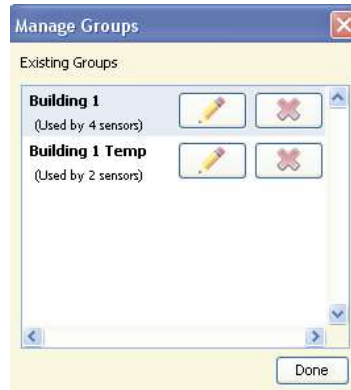 Manage Groups
Existing Groups
Building 1
(Used by 4 sensors)
Building 1 Temp
(Used by 2 sensors)
Done